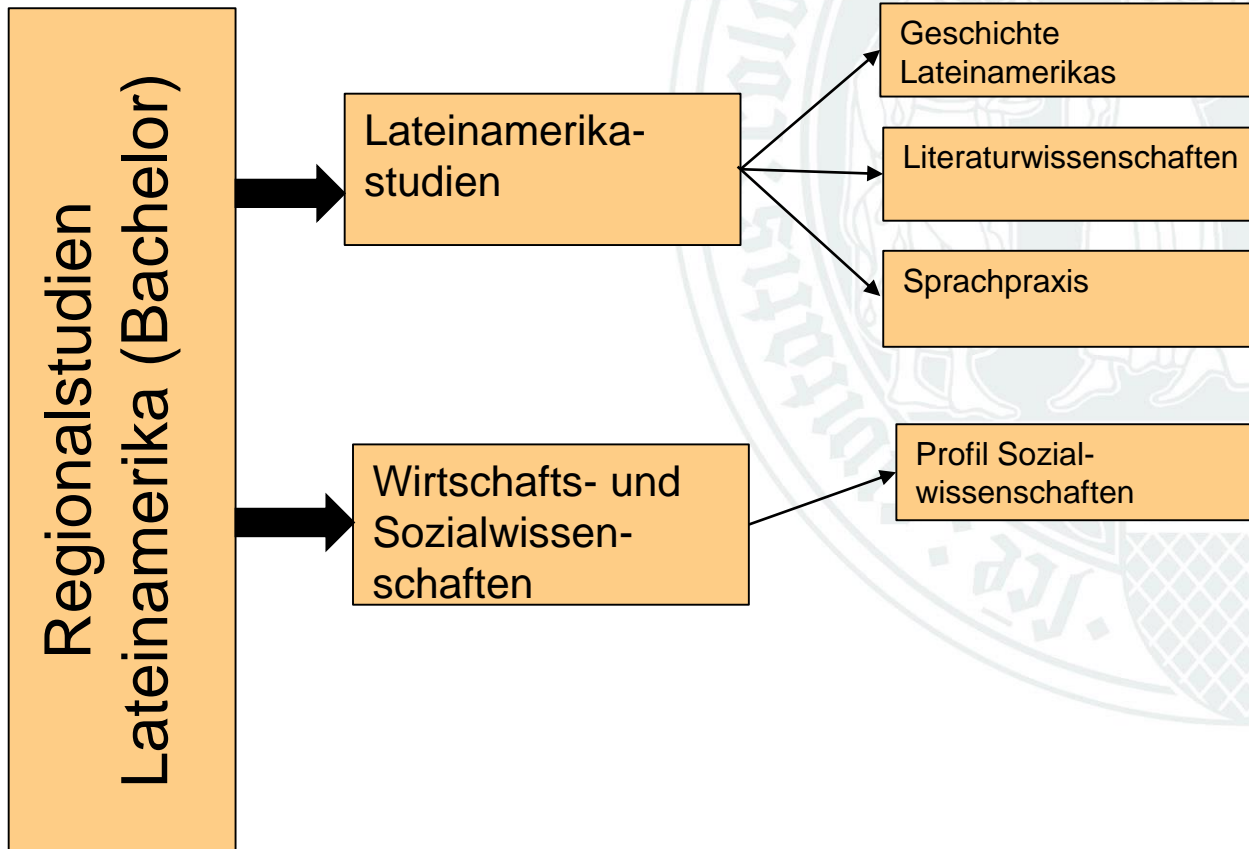 Regionalstudien
Lateinamerika (Bachelor)
Lateinamerika-
studien
Geschichte
Lateinamerikas
Literaturwissenschaften
Sprachpraxis
Wirtschafts- und
Sozialwissen-
schaften
Profil Sozial-
wissenschaften